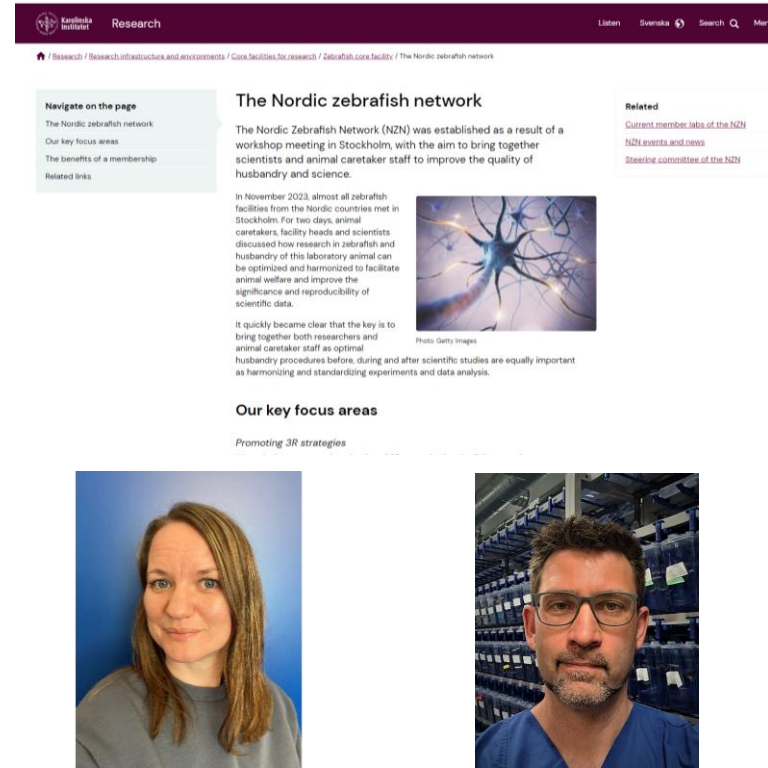 Karolinska
Institutet
Research
Listen
Svenska
Search
/ Research / Research infrastructure and environments / Core facilities for research / Zebrafish core facility / The Nordic zebrafish network
Navigate on the page
The Nordic zebrafish network
Our key focus areas
The benefits of a membership
Related links
The Nordic zebrafish network
The Nordic Zebrafish Network (NZN) was established as a result of a
workshop meeting in Stockholm, with the aim to bring together
scientists and animal caretaker staff to improve the quality of
husbandry and science.
In November 2023, almost all zebrafish
facilities from the Nordic countries met in
Stockholm. For two days, animal
caretakers, facility heads and scientists
discussed how research in zebrafish and
husbandry of this laboratory animal can
be optimized and harmonized to facilitate
animal welfare and improve the
significance and reproducibility of
scientific data.
It quickly became clear that the key is to
bring together both researchers and
animal caretaker staff as optimal
husbandry procedures before, during and after scientific studies are equally important
as harmonizing and standardizing experiments and data analysis.
Photo: Getty Images
Our key focus areas
Promoting 3R strategies
Related
Current member labs of the NZN
NZN events and news
Steering committee of the NZN